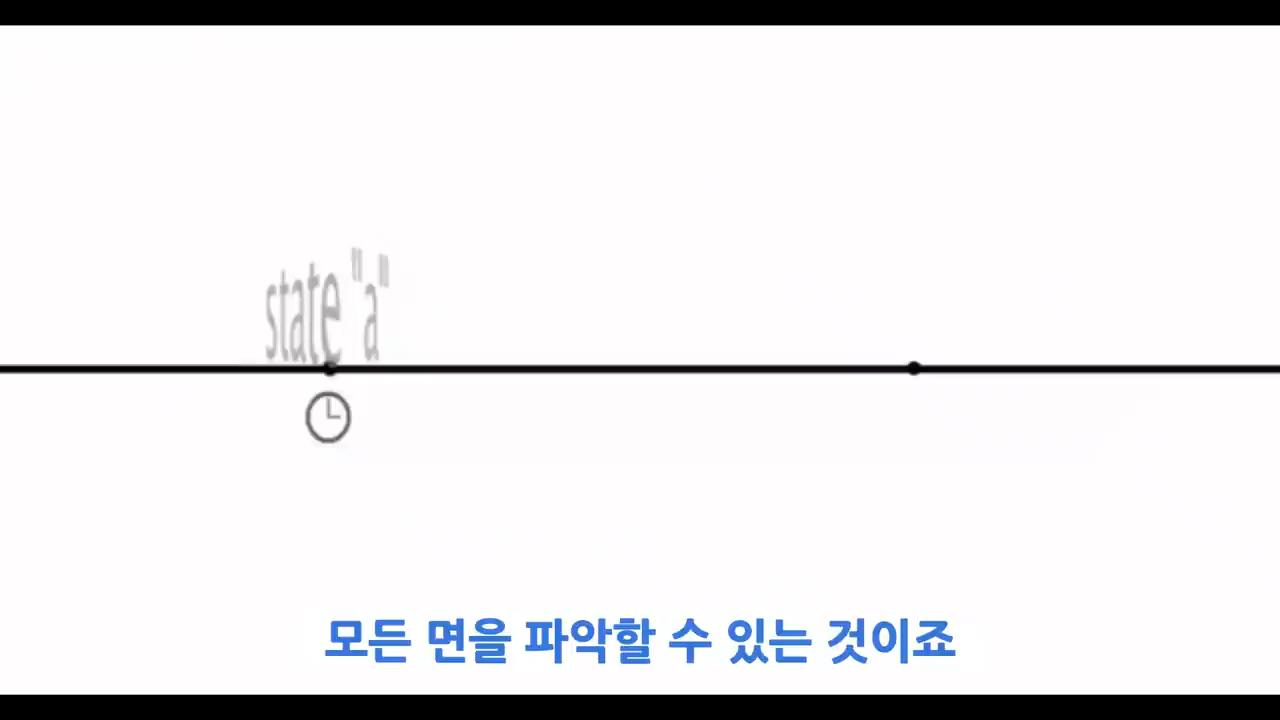 state "a"
모든 면을 파악할 수 있는 것이죠